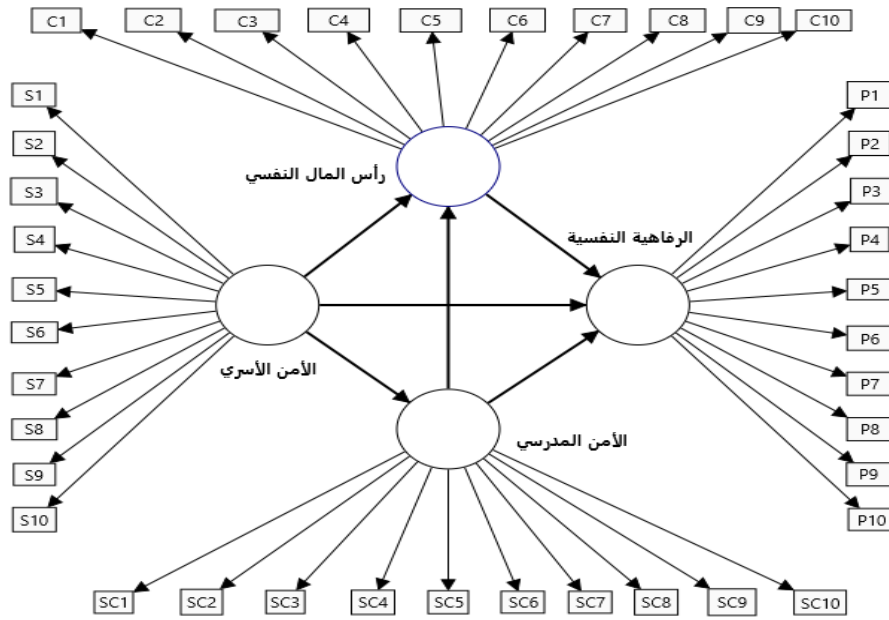 C1 C2 C3 C4 C5 C6 C7 C8 C9 C10
S1
S2
S3
S4
S5
S6
S7
S8
S9
S10
رأس المال النفسي
الرفاهية النفسية
الأمن الأسري
الأمن المدرسي
P1
P2
P3
P4
P5
P6
P7
P8
P9
P10
SC1 SC2 SC3 SC4 SC5 SC6 SC7 SC8 SC9 SC10